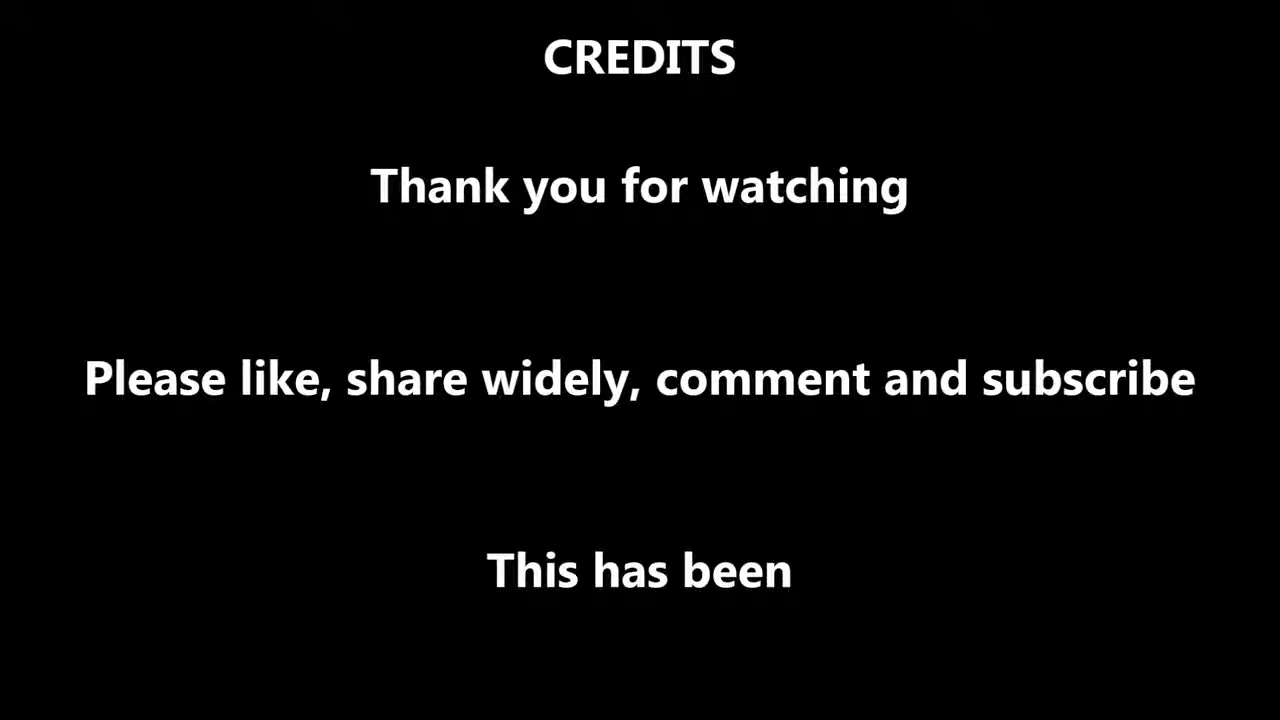 CREDITS
Thank you for watching
Please like, share widely, comment and subscribe
This has been